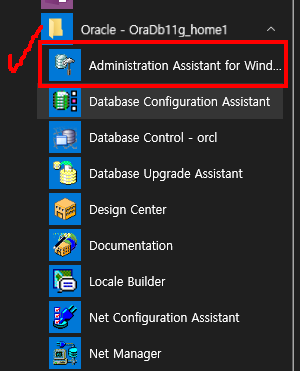 Oracle - OraDb11g_home1
Administration Assistant for Wind...
Database Configuration Assistant
Database Control - orcl
Database Upgrade Assistant
Design Center
Documentation
Locale Builder
Net Configuration Assistant
Net Manager